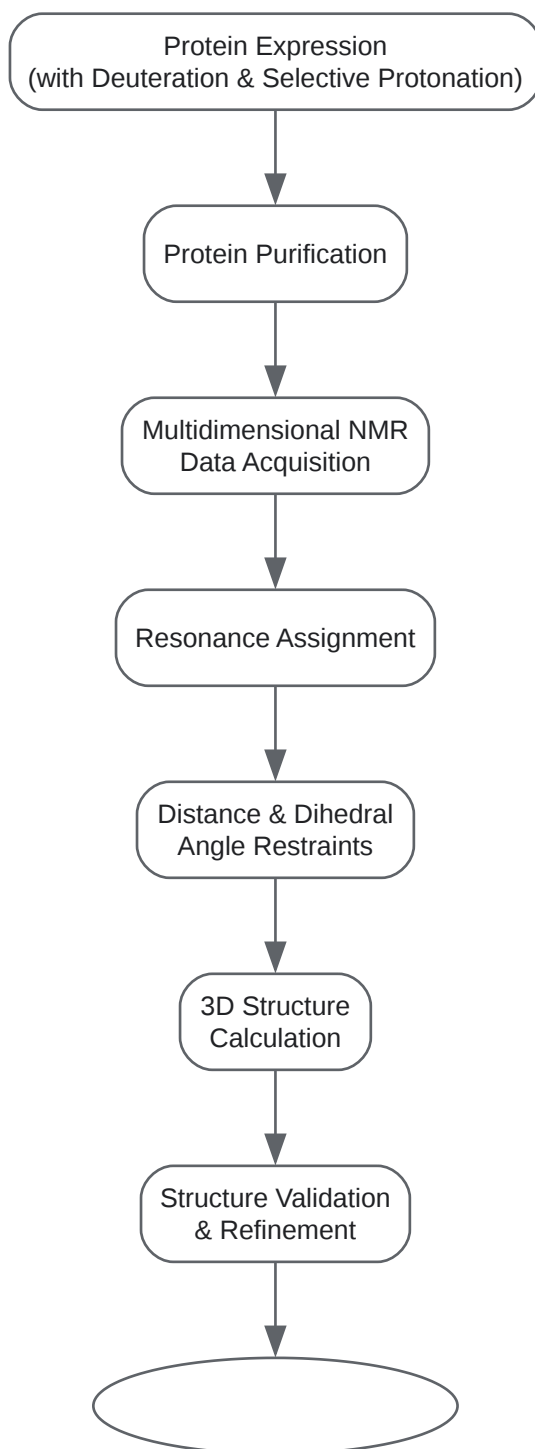 Protein Expression
(with Deuteration & Selective Protonation)
Protein Purification
Multidimensional NMR
Data Acquisition
Resonance Assignment
Distance & Dihedral
Angle Restraints
3D Structure
Calculation
Structure Validation
& Refinement